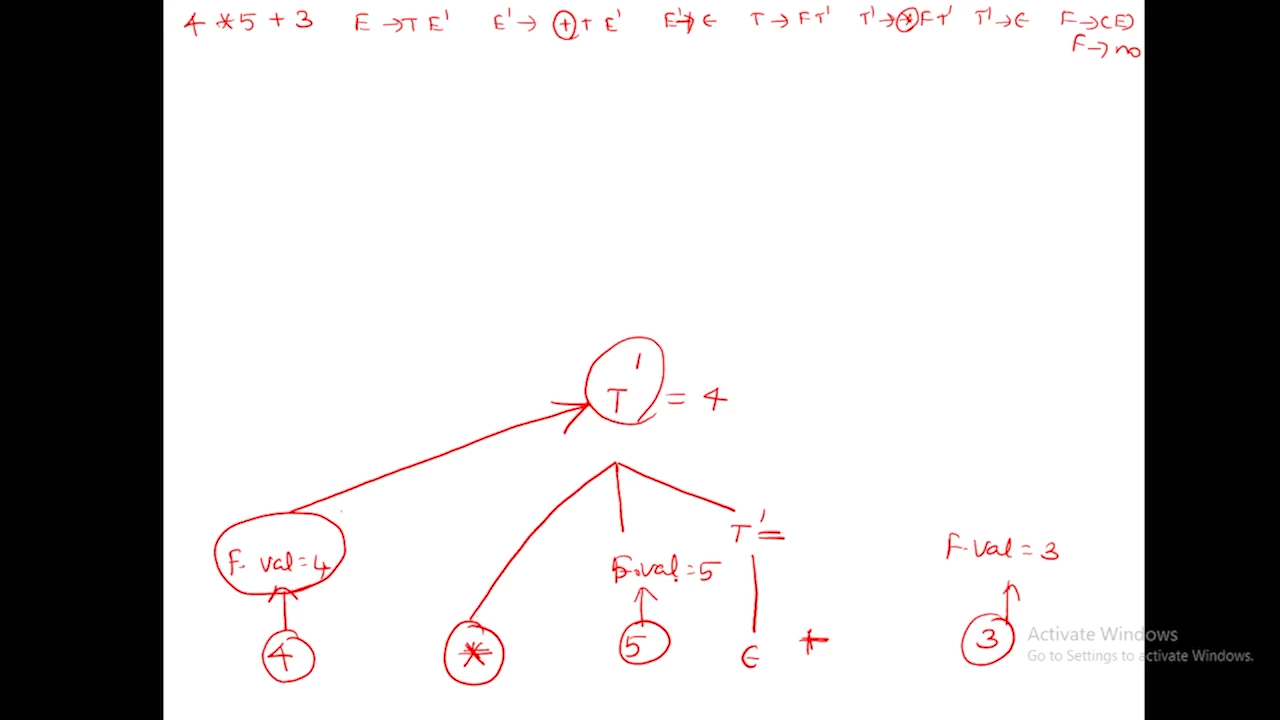 4 * 5 + 3 E → T E' E' → + T E' E' → ϵ T → F T' T' → * F T' T' → ϵ F → (E)
F → no
T' = 4
T' =
F. val = 4
F.val = 5
F.val = 3
4
*
5
ϵ
+
3
Activate Windows
Go to Settings to activate Windows.